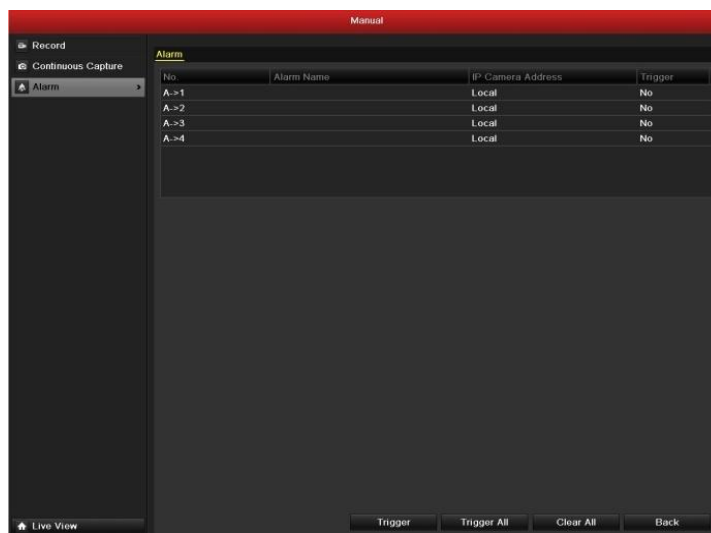 Manual
Record
Continuous Capture
Alarm
Alarm
No. Alarm Name IP Camera Address Trigger
A->1 Local No
A->2 Local No
A->3 Local No
A->4 Local No
Live View
Trigger Trigger All Clear All Back